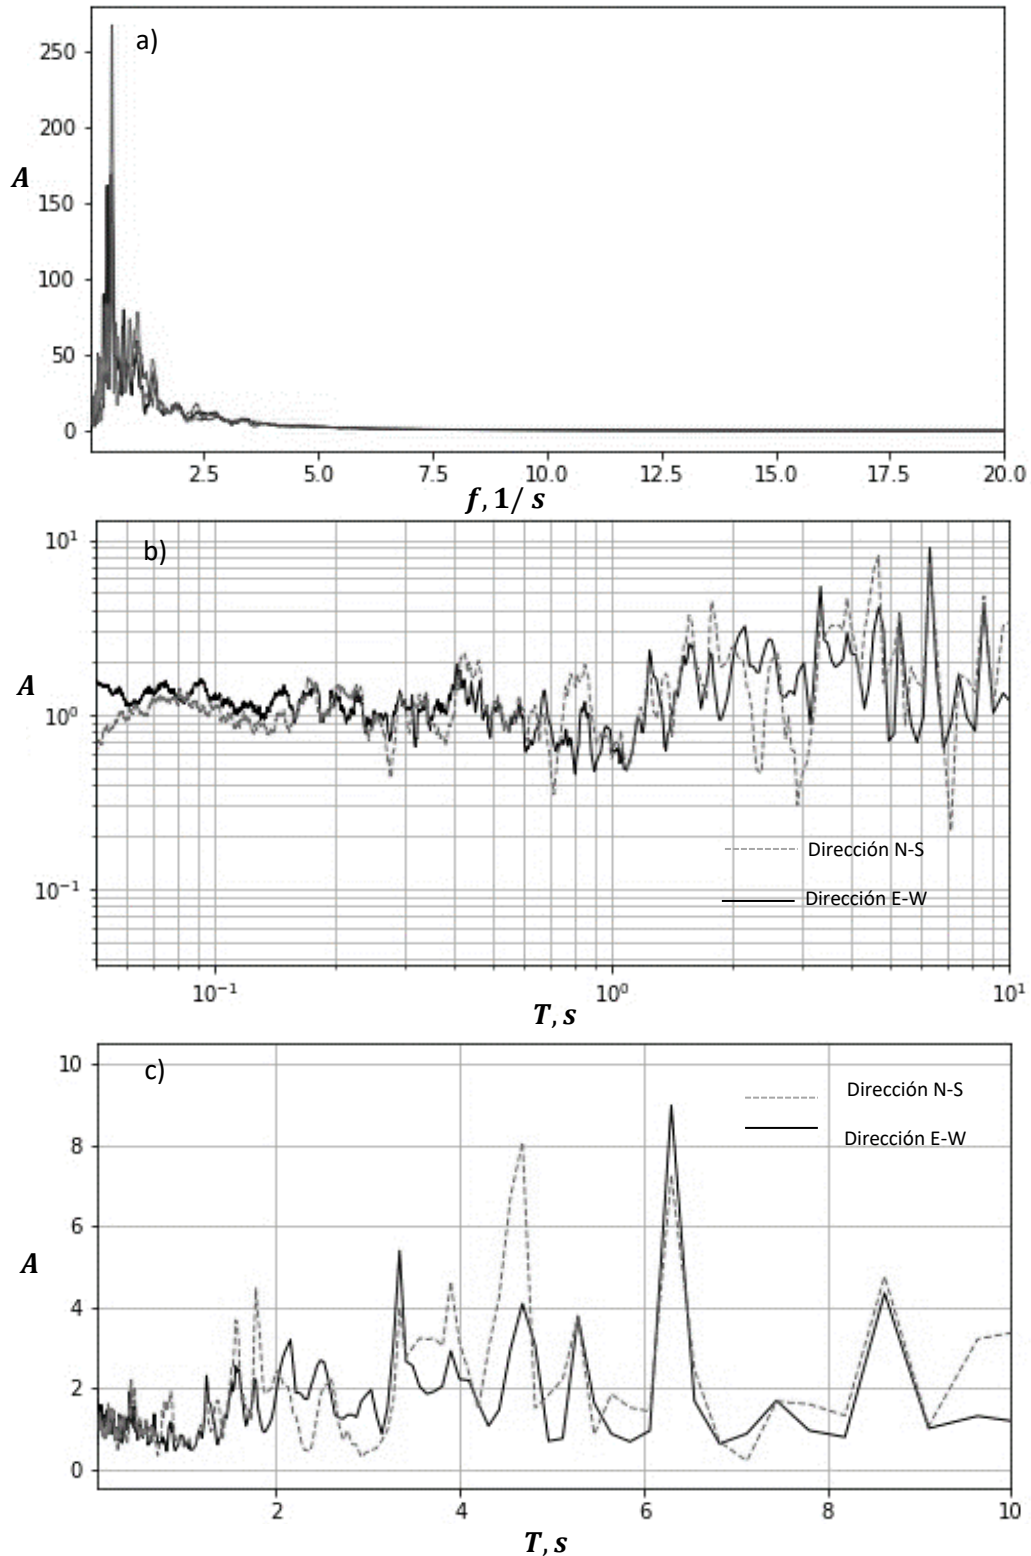 a)
250
200
150
100
50
0
A
2.5 5.0 7.5 10.0 12.5 15.0 17.5 20.0
f, 1/ s
b)
10¹
10⁰
10⁻¹
A
Dirección N-S
Dirección E-W
10⁻¹ 10⁰ 10¹
T, s
c)
10
8
6
4
2
0
A
Dirección N-S
Dirección E-W
2 4 6 8 10
T, s